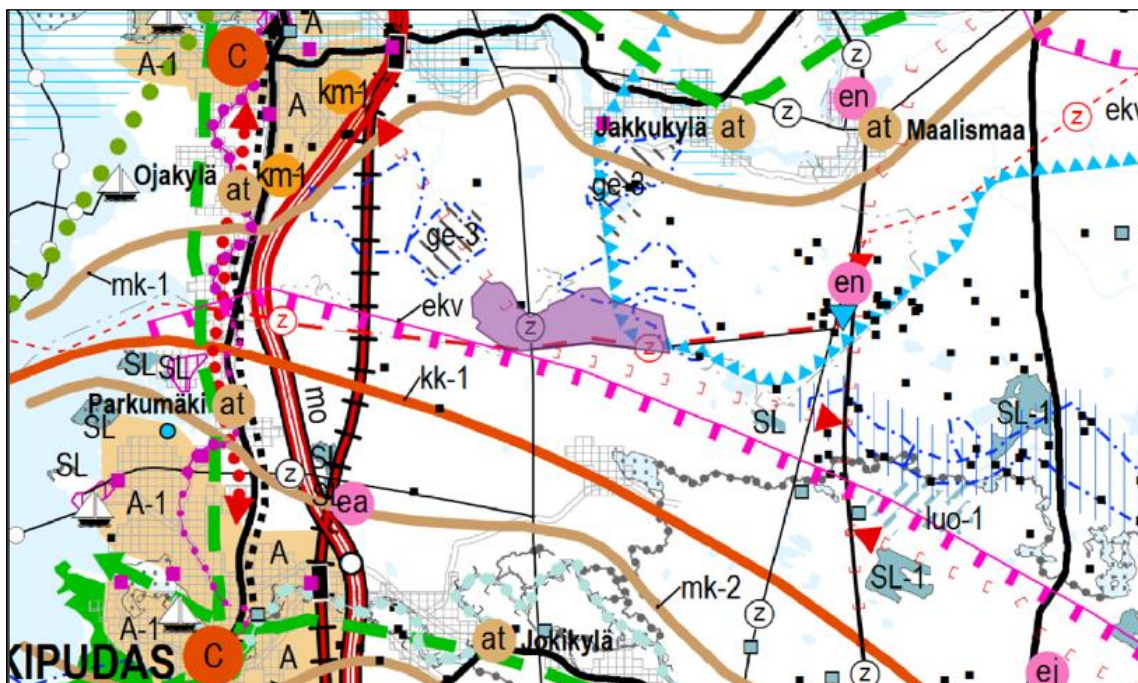 A-1
C
A
km-1
z
en
Jakkukylä
at
at
Maalismaa
z
z
ekv
Ojakylä
at
km-1
ge-3
ge-3
mk-1
en
ekv
z
z
z
SL
SL
kk-1
mo
Parkumäki
at
SL
SL
SL-1
SL
SL
z
A-1
ea
luo-1
A
SL-1
mk-2
z
A-1
A
at
Jokikylä
KIPUDAS
C
z
ej